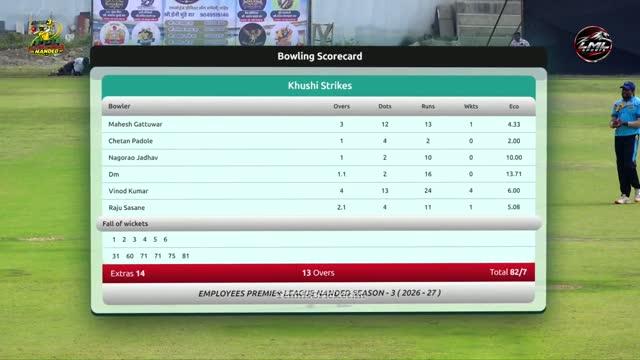 Bowling Scorecard
Khushi Strikes
Bowler Overs Dots Runs Wkts Eco
Mahesh Gattuwar 3 12 13 1 4.33
Chetan Padole 1 4 2 0 2.00
Nagorao Jadhav 1 2 10 0 10.00
Dm 1.1 2 16 0 13.71
Vinod Kumar 4 13 24 4 6.00
Raju Sasane 2.1 4 11 1 5.08
Fall of wickets
1 2 3 4 5 6
31 60 71 71 75 81
Extras 14 13 Overs Total 82/7
EMPLOYEES PREMIER LEAGUE NANDED SEASON - 3 ( 2026 - 27 )
NANDED